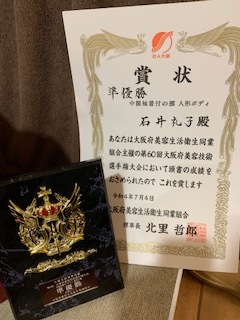 賞状
準優勝
中振袖着付の部 人形ボディ
石井礼子殿
あなたは大阪府美容生活衛生同業
組合主催の第60回大阪府美容技術
選手権大会において頭書の成績を
おさめられたので これを賞します
令和4年7月4日
大阪府美容生活衛生同業組合
理事長 北里哲郎
準優勝